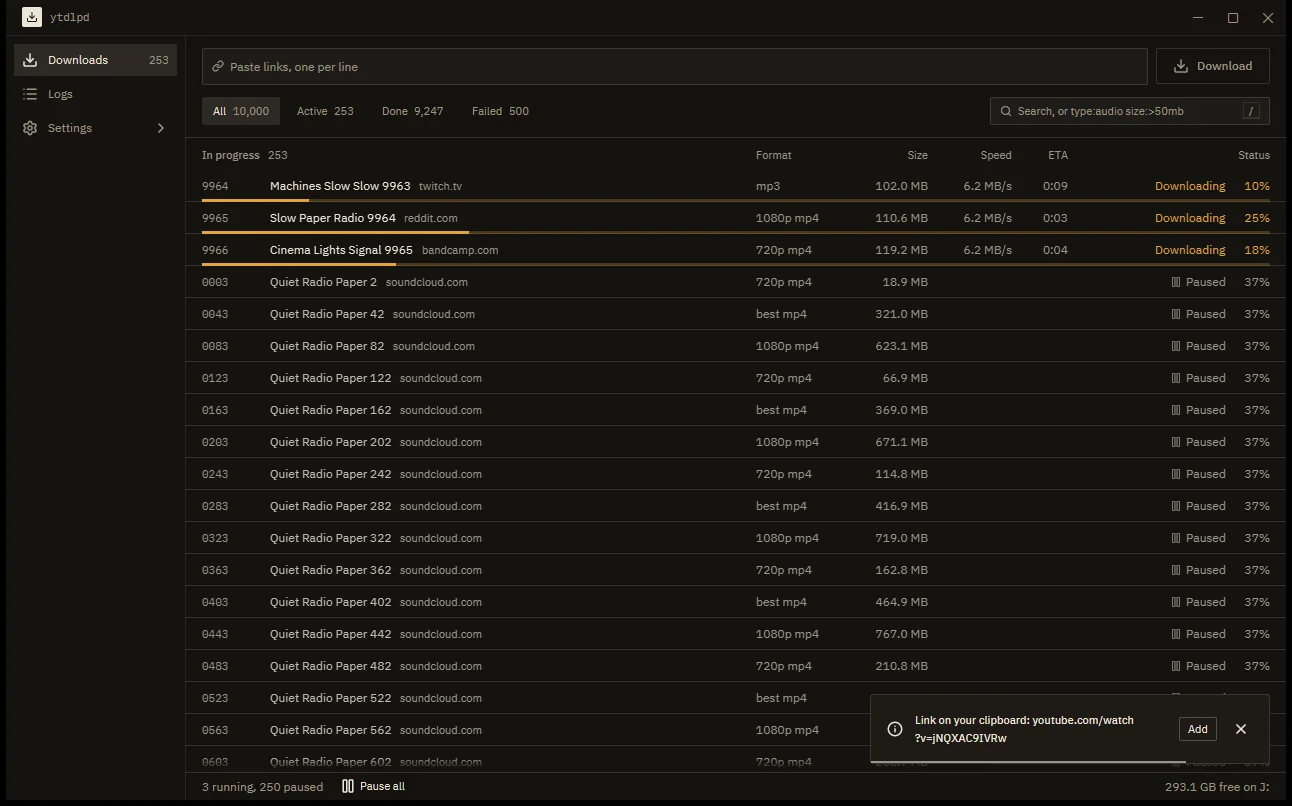 ytdlpd
Downloads 253
Logs
Settings
Paste links, one per line
Download
All 10,000 Active 253 Done 9,247 Failed 500
Search, or type:audio size:>50mb /
In progress 253 Format Size Speed ETA Status
9964 Machines Slow Slow 9963 twitch.tv mp3 102.0 MB 6.2 MB/s 0:09 Downloading 10%
9965 Slow Paper Radio 9964 reddit.com 1080p mp4 110.6 MB 6.2 MB/s 0:03 Downloading 25%
9966 Cinema Lights Signal 9965 bandcamp.com 720p mp4 119.2 MB 6.2 MB/s 0:04 Downloading 18%
0003 Quiet Radio Paper 2 soundcloud.com 720p mp4 18.9 MB Paused 37%
0043 Quiet Radio Paper 42 soundcloud.com best mp4 321.0 MB Paused 37%
0083 Quiet Radio Paper 82 soundcloud.com 1080p mp4 623.1 MB Paused 37%
0123 Quiet Radio Paper 122 soundcloud.com 720p mp4 66.9 MB Paused 37%
0163 Quiet Radio Paper 162 soundcloud.com best mp4 369.0 MB Paused 37%
0203 Quiet Radio Paper 202 soundcloud.com 1080p mp4 671.1 MB Paused 37%
0243 Quiet Radio Paper 242 soundcloud.com 720p mp4 114.8 MB Paused 37%
0283 Quiet Radio Paper 282 soundcloud.com best mp4 416.9 MB Paused 37%
0323 Quiet Radio Paper 322 soundcloud.com 1080p mp4 719.0 MB Paused 37%
0363 Quiet Radio Paper 362 soundcloud.com 720p mp4 162.8 MB Paused 37%
0403 Quiet Radio Paper 402 soundcloud.com best mp4 464.9 MB Paused 37%
0443 Quiet Radio Paper 442 soundcloud.com 1080p mp4 767.0 MB Paused 37%
0483 Quiet Radio Paper 482 soundcloud.com 720p mp4 210.8 MB Paused 37%
0523 Quiet Radio Paper 522 soundcloud.com best mp4
0563 Quiet Radio Paper 562 soundcloud.com 1080p mp4
0603 Quiet Radio Paper 602 soundcloud.com 720p mp4
Link on your clipboard: youtube.com/watch
?v=jNQXAC9IVRw
Add
3 running, 250 paused Pause all 293.1 GB free on J: